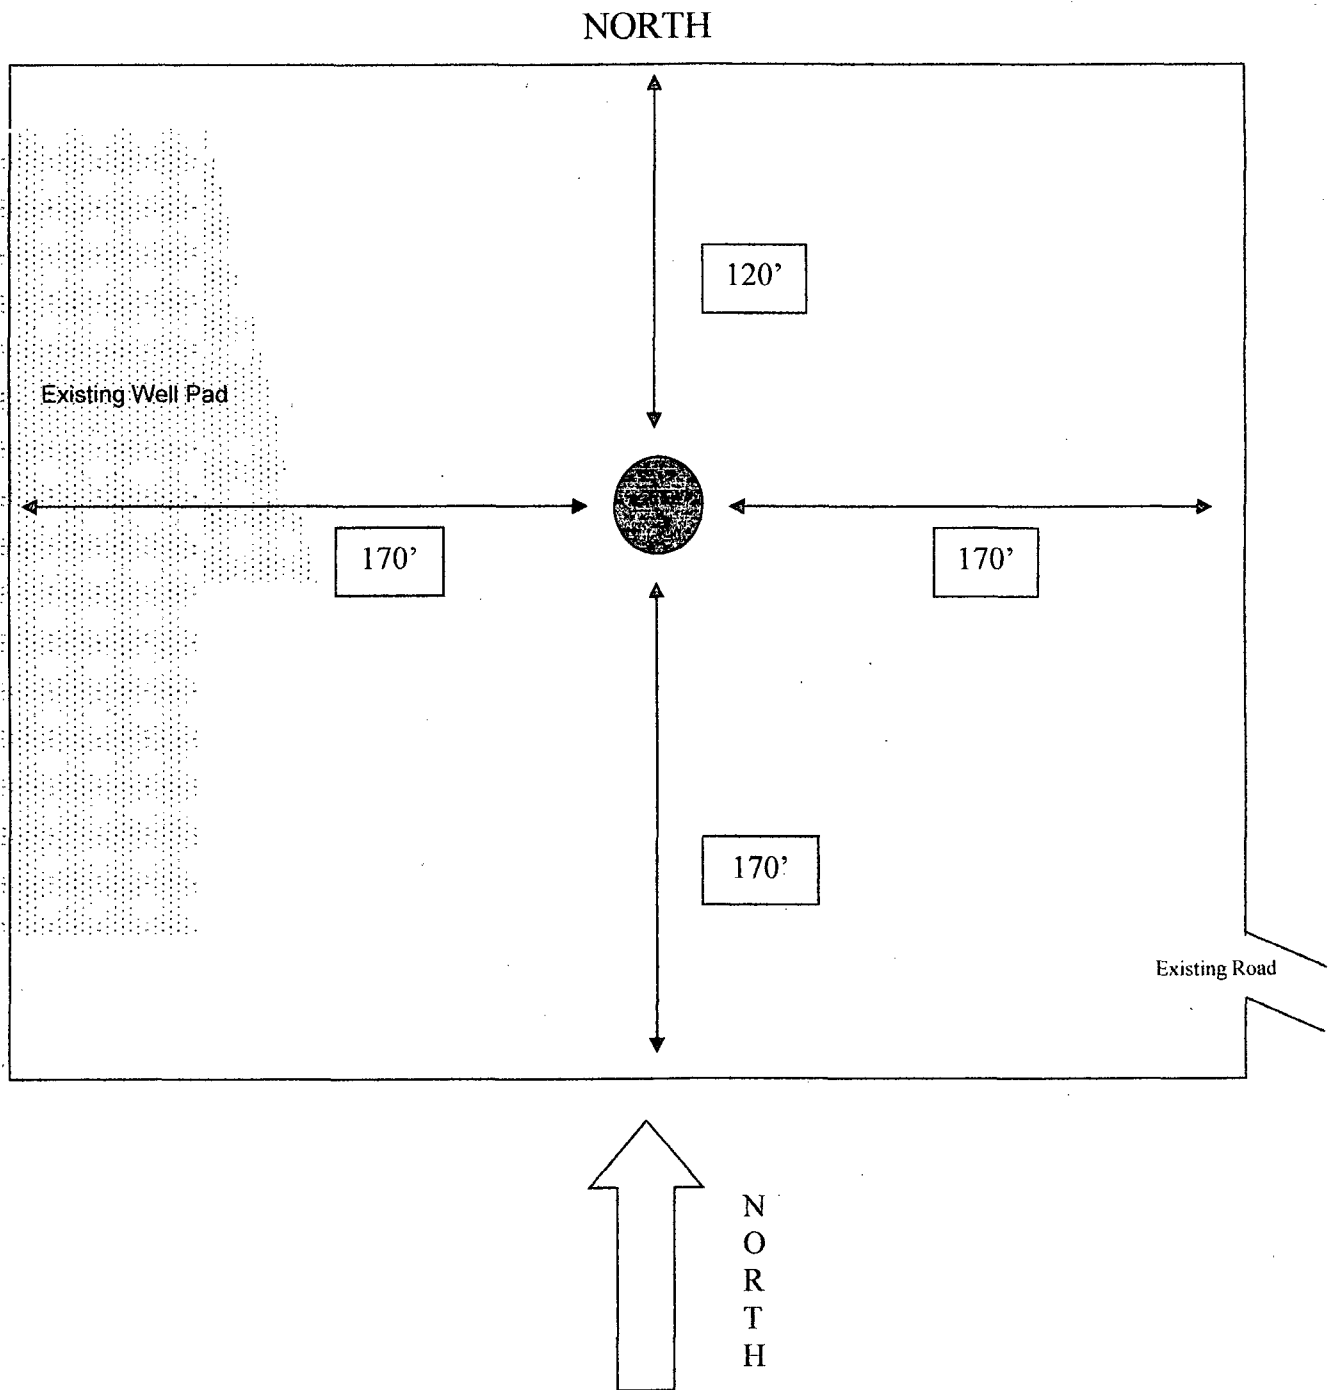 NORTH
120’
Existing Well Pad
170’
170’
170’
Existing Road
N
O
R
T
H